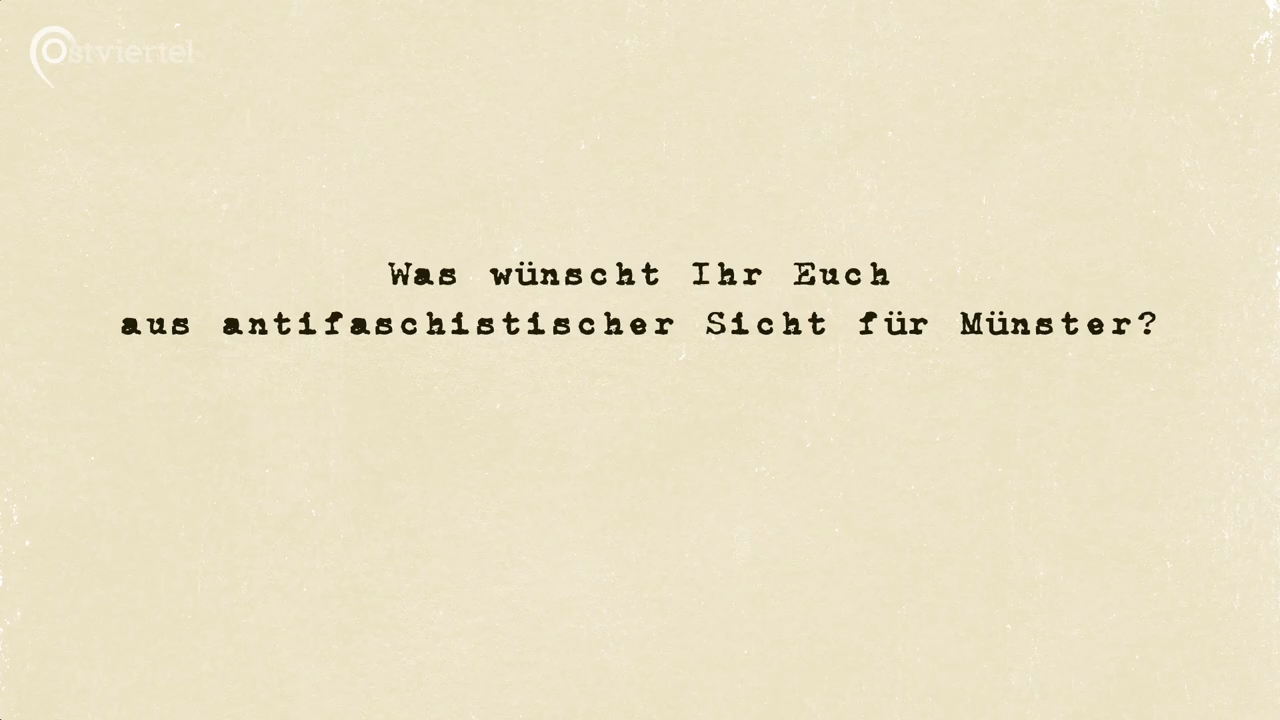 Ostviertel
Was wünscht Ihr Euch
aus antifaschistischer Sicht für Münster?